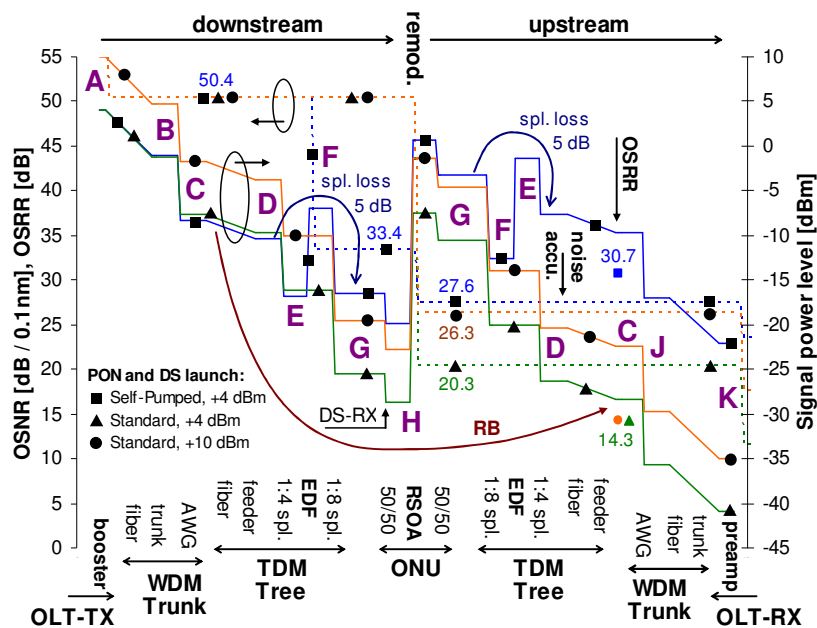 downstream
remod.
upstream
55
50
45
40
35
30
25
20
15
10
5
0
OSNR [dB / 0.1nm], OSRR [dB]
10
5
0
-5
-10
-15
-20
-25
-30
-35
-40
-45
Signal power level [dBm]
A
B
C
D
E
F
G
H
G
F
E
D
C
J
K
50.4
spl. loss
5 dB
33.4
spl. loss
5 dB
OSRR
noise
accu.
30.7
27.6
26.3
20.3
14.3
RB
DS-RX
PON and DS launch:
Self-Pumped, +4 dBm
Standard, +4 dBm
Standard, +10 dBm
booster
trunk
fiber
AWG
feeder
fiber
1:4 spl.
EDF
1:8 spl.
50/50
RSOA
50/50
1:8 spl.
EDF
1:4 spl.
feeder
fiber
AWG
trunk
fiber
preamp
WDM
Trunk
TDM
Tree
ONU
TDM
Tree
WDM
Trunk
OLT-TX
OLT-RX